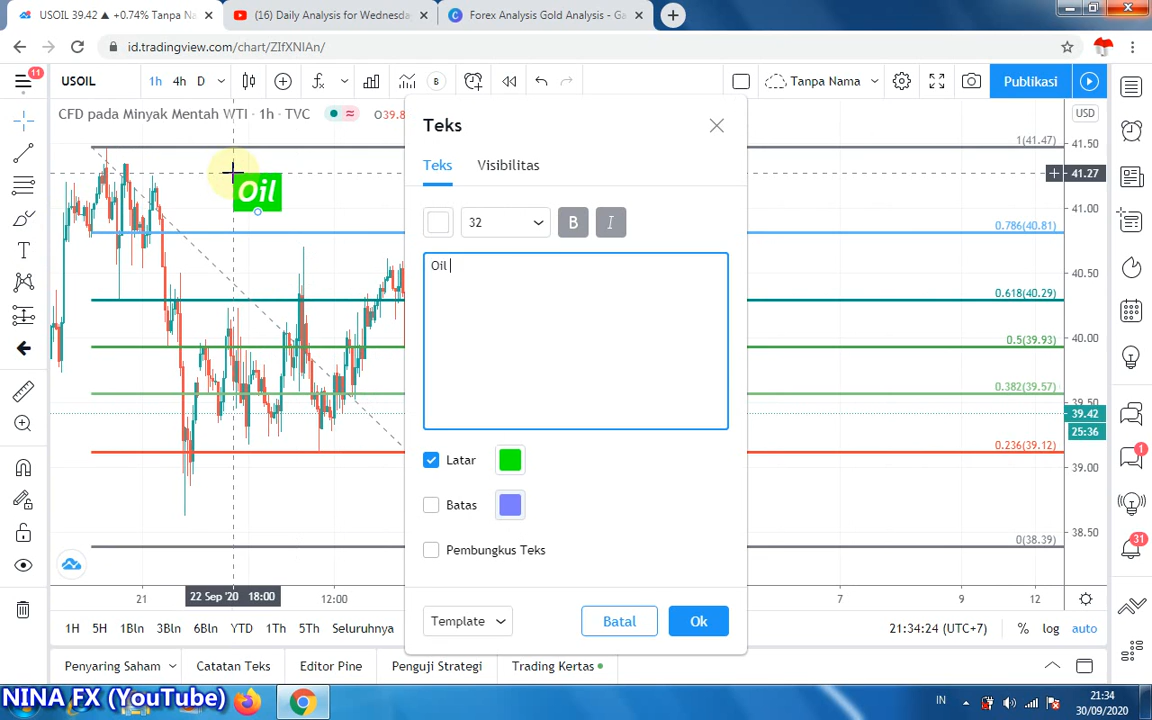 USOIL 39.42 ▲ +0.74% Tanpa Na
(16) Daily Analysis for Wednesda
Forex Analysis Gold Analysis - Ga
id.tradingview.com/chart/ZIfXNIAn/
11
USOIL
1h 4h D
B
Tanpa Nama
Publikasi
CFD pada Minyak Mentah WTI · 1h · TVC
O39.8
USD
Teks
Teks Visibilitas
32
B I
Oil
Oil
Latar
Batas
Pembungkus Teks
Template
Batal
Ok
1(41.47)
0.786(40.81)
0.618(40.29)
0.5(39.93)
0.382(39.57)
0.236(39.12)
0(38.39)
41.50
41.27
41.00
40.50
40.00
39.50
39.42
25:36
39.00
38.50
1
31
21
22 Sep '20 18:00
12:00
7
9
12
1H 5H 1Bln 3Bln 6Bln YTD 1Th 5Th Seluruhnya
21:34:24 (UTC+7) % log auto
Penyaring Saham Catatan Teks Editor Pine Penguji Strategi Trading Kertas
NINA FX (YouTube)
IN
21:34
30/09/2020